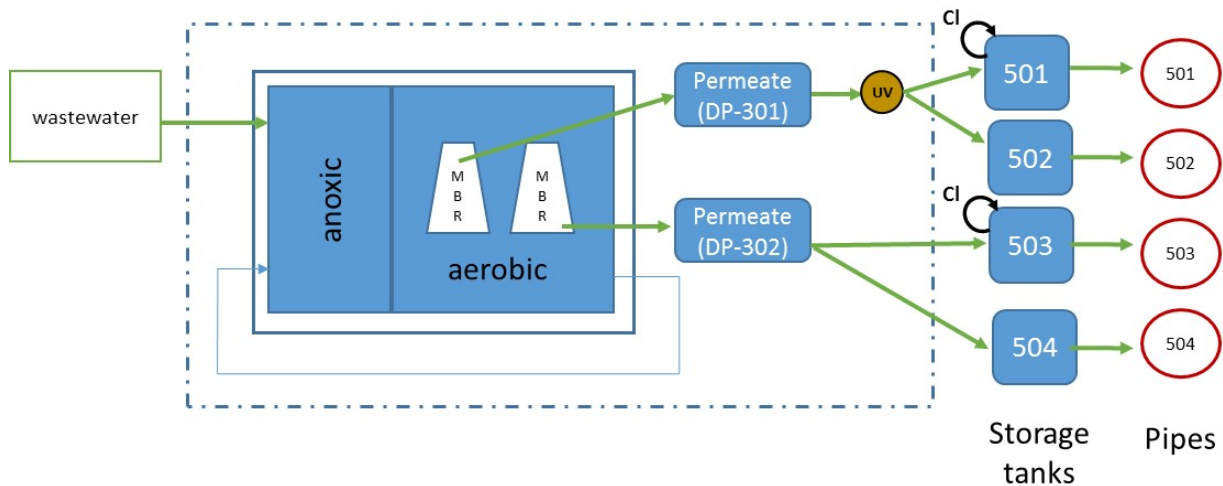 wastewater
anoxic
M
B
R
M
B
R
aerobic
Permeate
(DP-301)
Permeate
(DP-302)
UV
Cl
501
502
Cl
503
504
Storage
tanks
501
502
503
504
Pipes